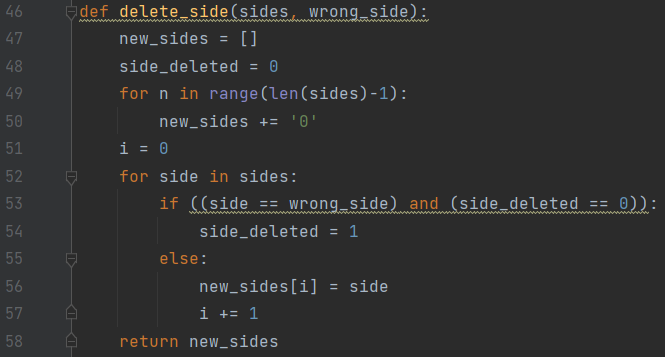 46 def delete_side(sides, wrong_side):
47     new_sides = []
48     side_deleted = 0
49     for n in range(len(sides)-1):
50         new_sides += '0'
51     i = 0
52     for side in sides:
53         if ((side == wrong_side) and (side_deleted == 0)):
54             side_deleted = 1
55         else:
56             new_sides[i] = side
57             i += 1
58     return new_sides